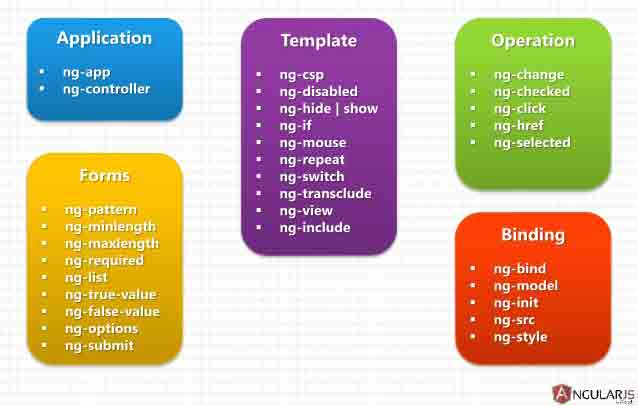 Application
ng-app
ng-controller
Forms
ng-pattern
ng-minlength
ng-maxlength
ng-required
ng-list
ng-true-value
ng-false-value
ng-options
ng-submit
Template
ng-csp
ng-disabled
ng-hide | show
ng-if
ng-mouse
ng-repeat
ng-switch
ng-transclude
ng-view
ng-include
Operation
ng-change
ng-checked
ng-click
ng-href
ng-selected
Binding
ng-bind
ng-model
ng-init
ng-src
ng-style
ANGULARJS